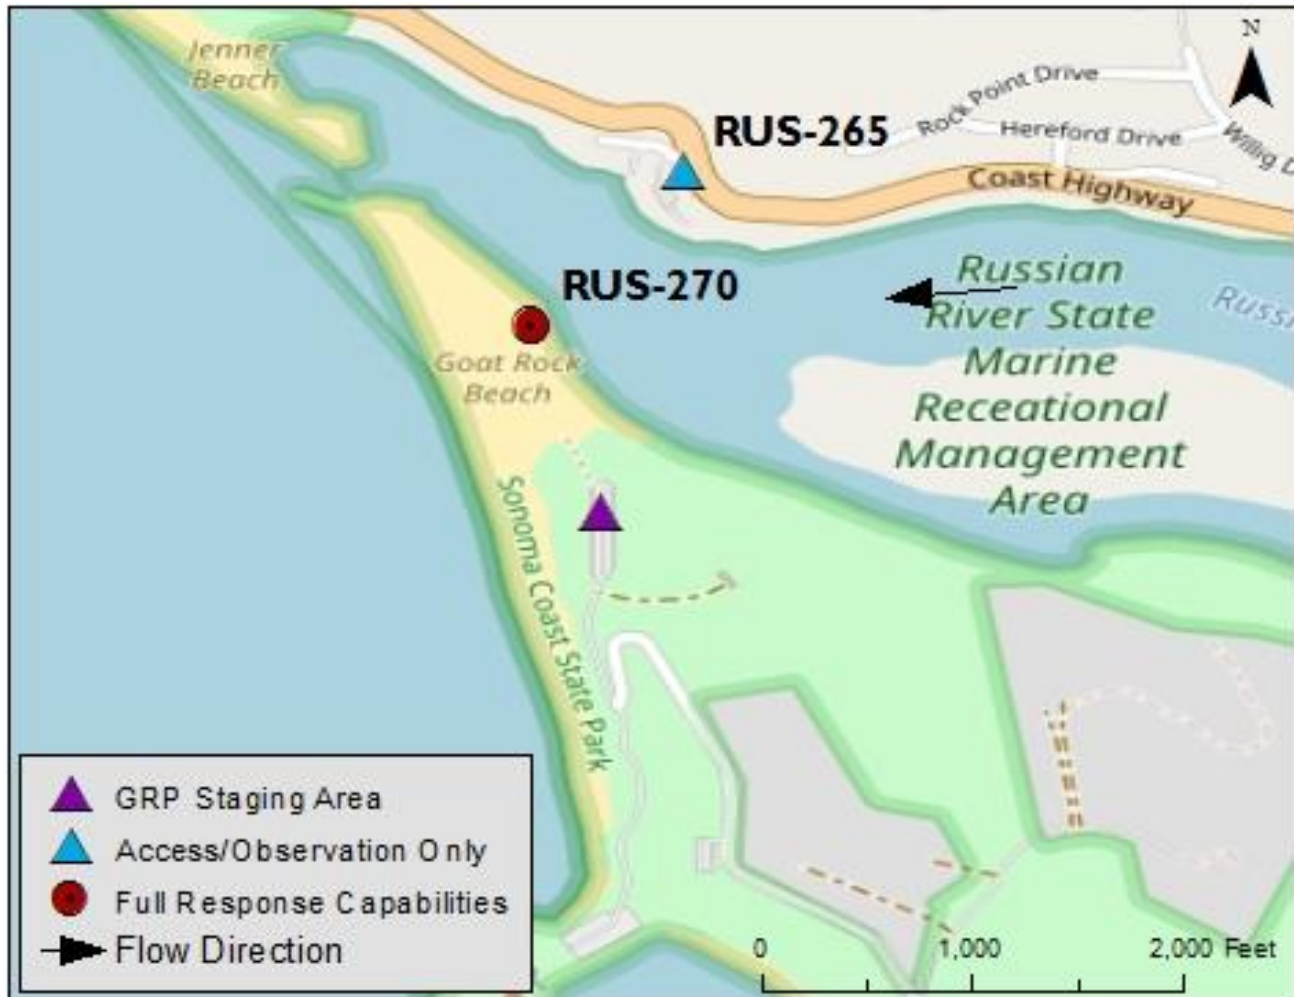 N
Jenner
Beach
Rock Point Drive
Hereford Drive
Willig D
RUS-265
Coast Highway
RUS-270
Russian
River State
Marine
Receational
Management
Area
Russi
Goat Rock
Beach
Sonoma Coast State Park
GRP Staging Area
Access/Observation Only
Full Response Capabilities
Flow Direction
0 1,000 2,000 Feet